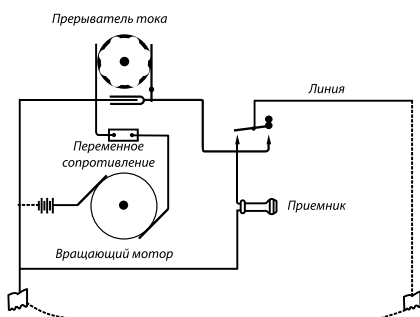 Прерыватель тока
Линия
Переменное
сопротивление
Приемник
Вращающий мотор